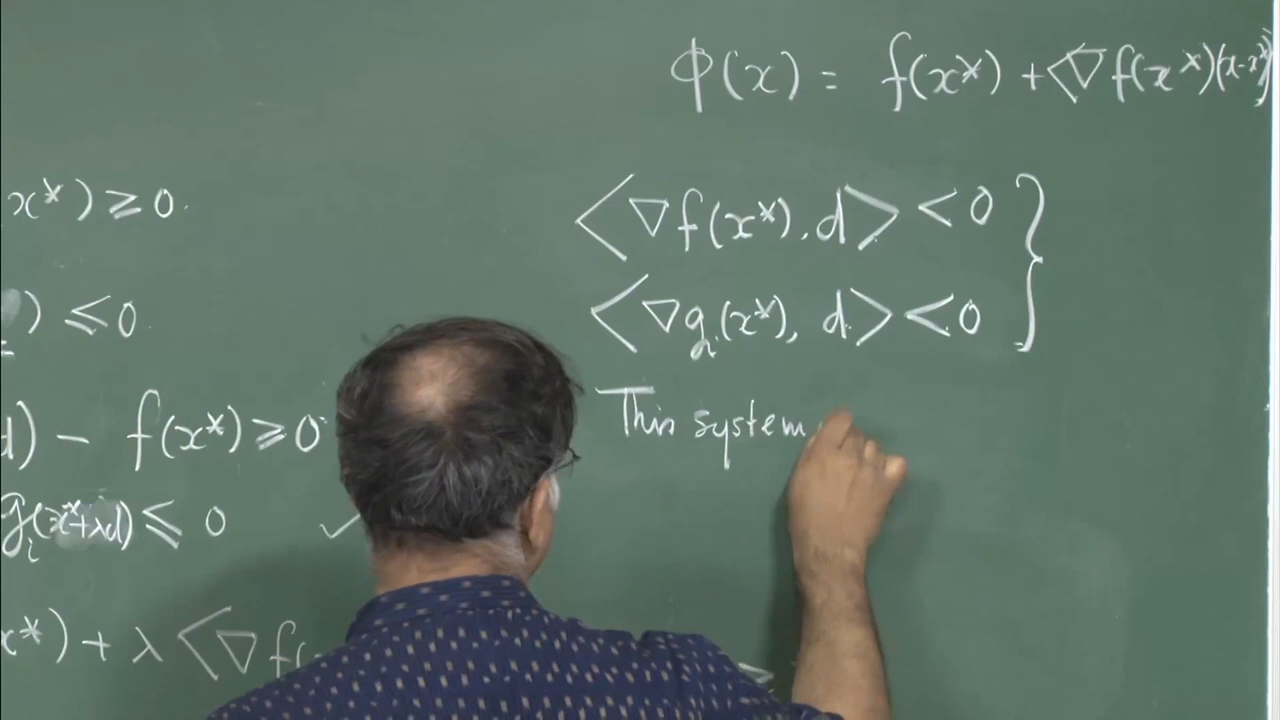 ϕ(x) = f(x*) + <∇f(x*)(x-x*)
x*) ≥ 0.
) ≤ 0
d) - f(x*) ≥ 0
gᵢ(x*+λd) ≤ 0 ✓
x*) + λ <∇f(
<∇f(x*), d> < 0 }
<∇gᵢ(x*), d> < 0
This system